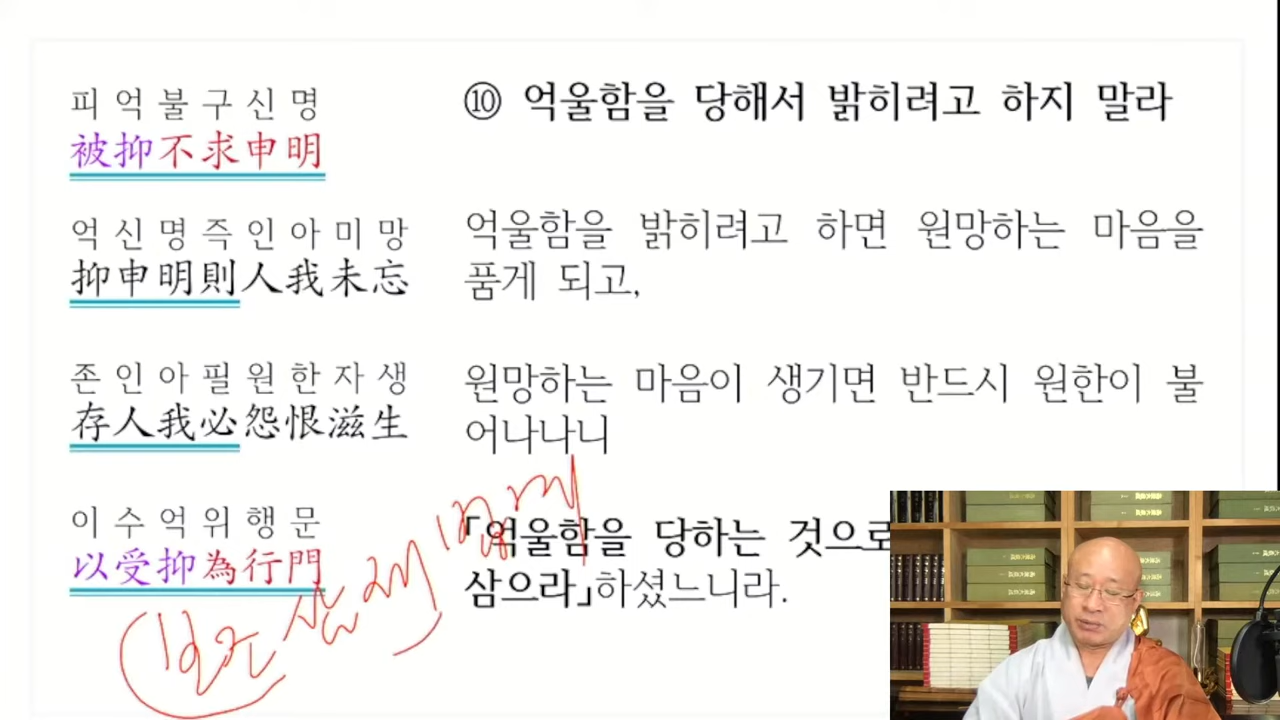 피억불구신명
被抑不求申明
⑩ 억울함을 당해서 밝히려고 하지 말라
억신명즉인아미망
抑申明則人我未忘
억울함을 밝히려고 하면 원망하는 마음을
품게 되고,
존인아필원한자생
存人我必怨恨滋生
원망하는 마음이 생기면 반드시 원한이 불
어나나니
이수억위행문
以受抑為行門
「억울함을 당하는 것으로
삼으라」하셨느니라.